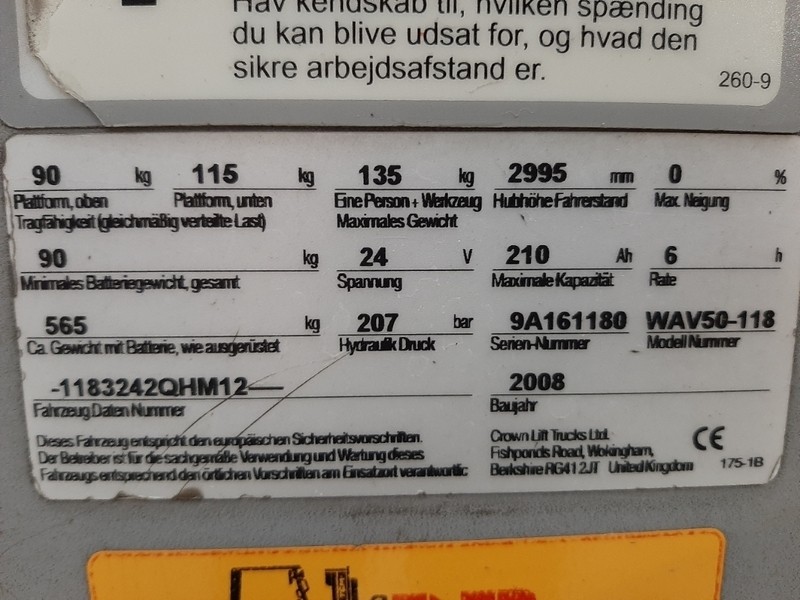 Hav kendskab til, hvilken spænding
du kan blive udsat for, og hvad den
sikre arbejdsafstand er.
260-9
90 kg 115 kg 135 kg 2995 mm 0 %
Plattform, oben Plattform, unten Eine Person + Werkzeug Hubhöhe Fahrerstand Max. Neigung
Tragfähigkeit (gleichmäßig verteilte Last) Maximales Gewicht
90 kg 24 V 210 Ah 6 h
Minimales Batteriegewicht, gesamt Spannung Maximale Kapazität Rate
565 kg 207 bar 9A161180 WAV50-118
Ca. Gewicht mit Batterie, wie ausgerüstet Hydraulik Druck Serien-Nummer Modell Nummer
-1183242QHM12- 2008
Fahrzeug Daten Nummer Baujahr
Dieses Fahrzeug entspricht den europäischen Sicherheitsvorschriften. Crown Lift Trucks Ltd. CE
Der Betreiber ist für die sachgemäße Verwendung und Wartung dieses Fishponds Road, Wokingham,
Fahrzeugs entsprechend den örtlichen Vorschriften am Einsatzort verantwortlic Berkshire RG41 2JT United Kingdom 175-1B